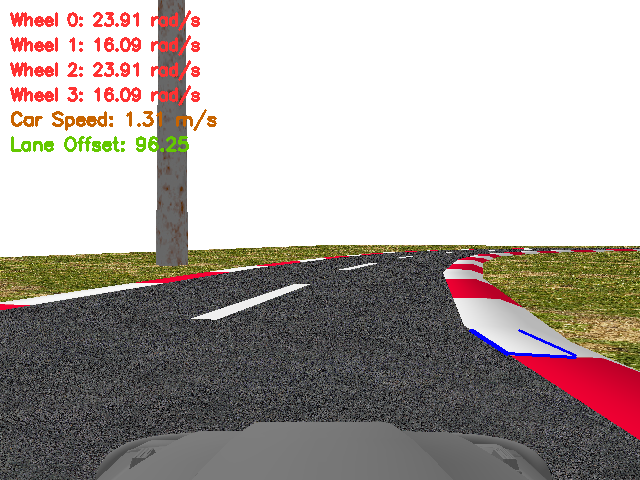 Wheel 0: 23.91 rad/s
Wheel 1: 16.09 rad/s
Wheel 2: 23.91 rad/s
Wheel 3: 16.09 rad/s
Car Speed: 1.31 m/s
Lane Offset: 96.25